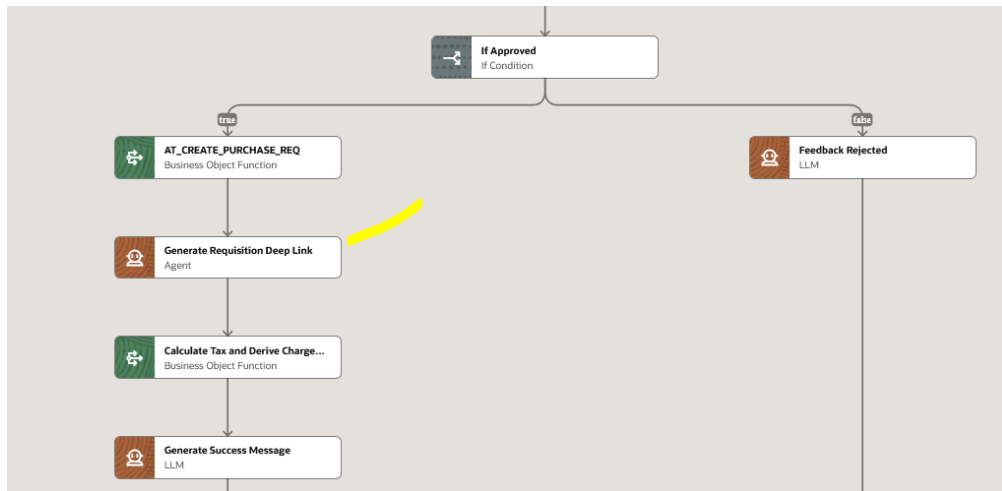 If Approved
If Condition
true
false
AT_CREATE_PURCHASE_REQ
Business Object Function
Feedback Rejected
LLM
Generate Requisition Deep Link
Agent
Calculate Tax and Derive Charge...
Business Object Function
Generate Success Message
LLM